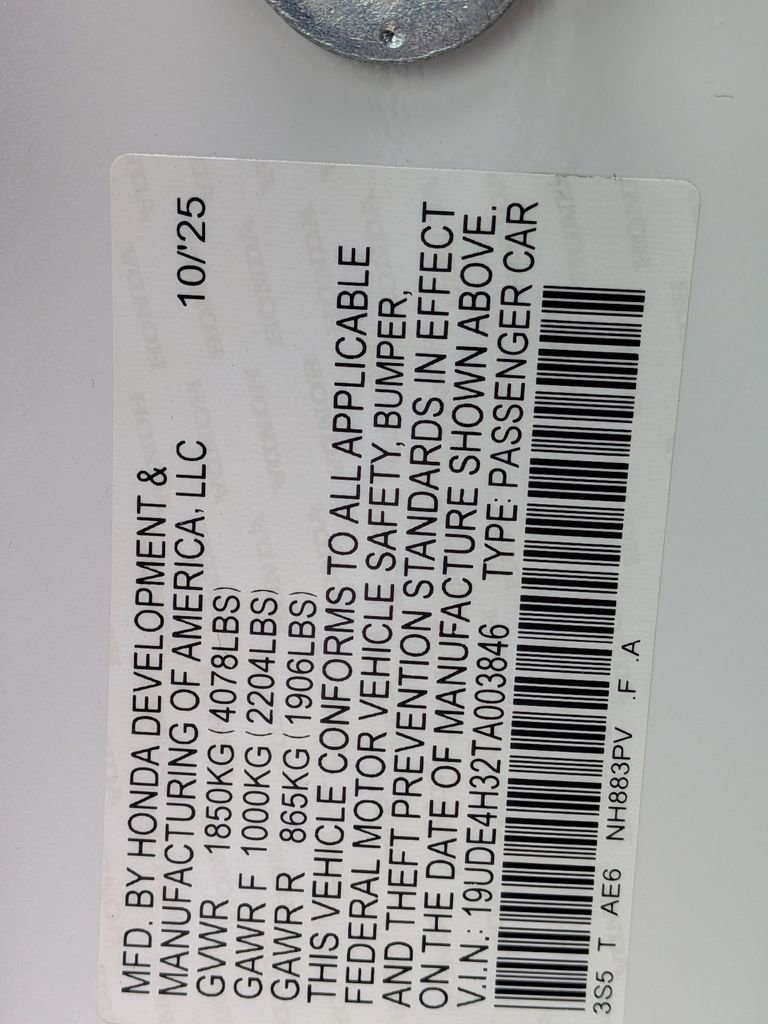 MFD. BY HONDA DEVELOPMENT &
MANUFACTURING OF AMERICA, LLC 10/'25
GVWR 1850KG (4078LBS)
GAWR F 1000KG (2204LBS)
GAWR R 865KG (1906LBS)
THIS VEHICLE CONFORMS TO ALL APPLICABLE
FEDERAL MOTOR VEHICLE SAFETY, BUMPER,
AND THEFT PREVENTION STANDARDS IN EFFECT
ON THE DATE OF MANUFACTURE SHOWN ABOVE.
V.I.N.: 19UDE4H32TA003846 TYPE: PASSENGER CAR
3S5 T AE6 NH883PV .F .A